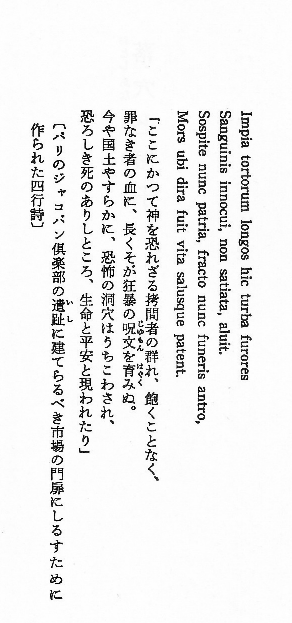 Impia tortorum longos hic turba furores
Sanguinis innocui, non satiata, aluit.
Sospite nunc patria, fracto nunc funeris antro,
Mors ubi dira fuit vita salusque patent.
「ここにかつて神を恐れざる拷問者の群れ、飽くことなく、
罪なき者の血に、長くそが狂暴の呪文を育みぬ。
今や国土やすらかに、恐怖の洞穴はうちこわされ、
恐ろしき死のありしところ、生命と平安と現われたり」
〔パリのジャコバン倶楽部の遺趾に建てらるべき市場の門扉にしるすために
作られた四行詩〕